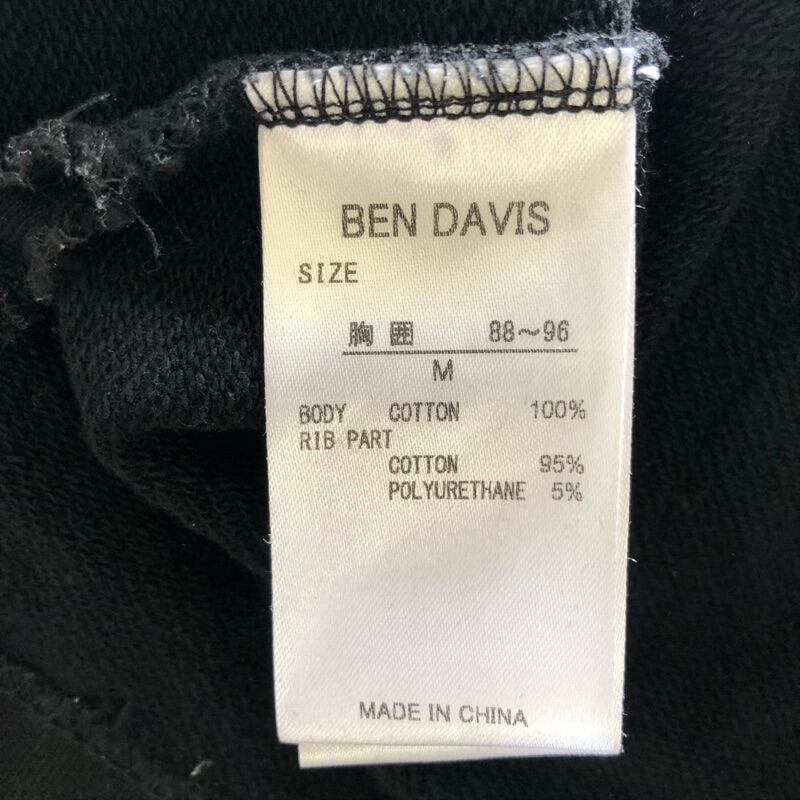 BEN DAVIS
SIZE
胸囲 88～96
M
BODY COTTON 100%
RIB PART
COTTON 95%
POLYURETHANE 5%
MADE IN CHINA